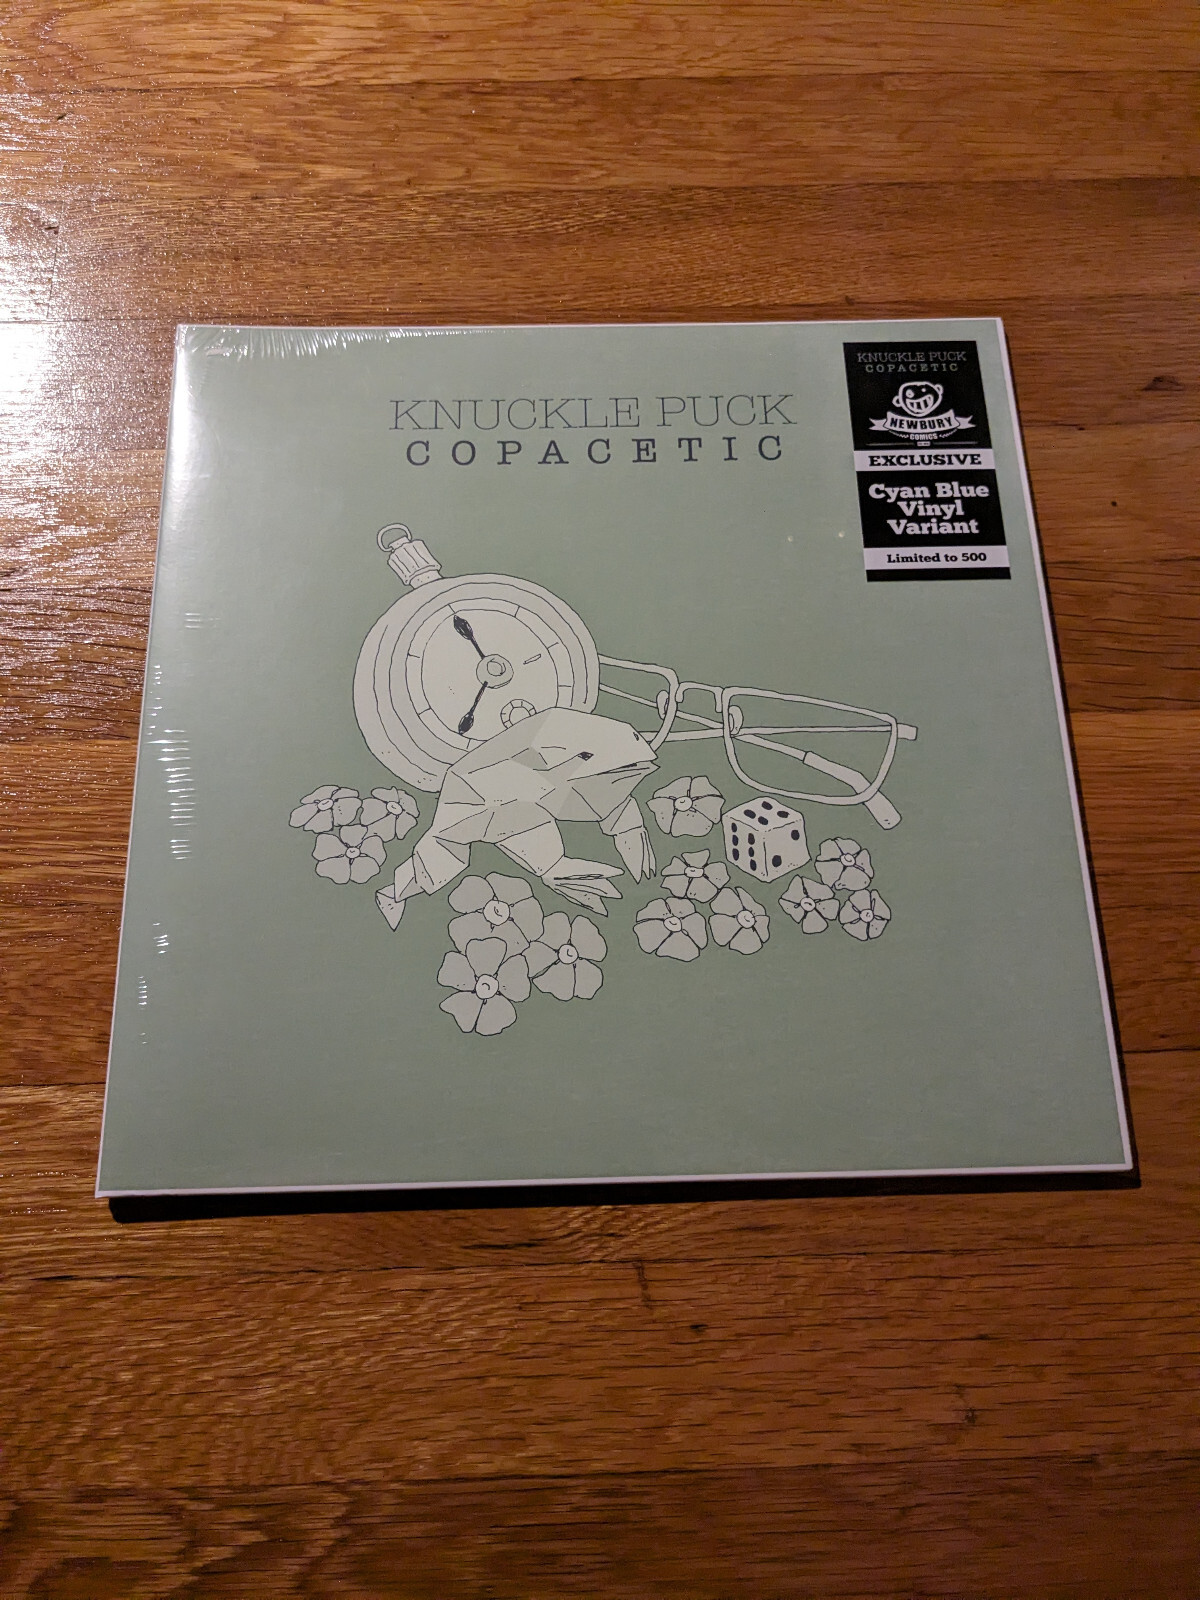 KNUCKLE PUCK
COPACETIC
KNUCKLE PUCK
COPACETIC
NEWBURY
COMICS
EXCLUSIVE
Cyan Blue
Vinyl
Variant
Limited to 500